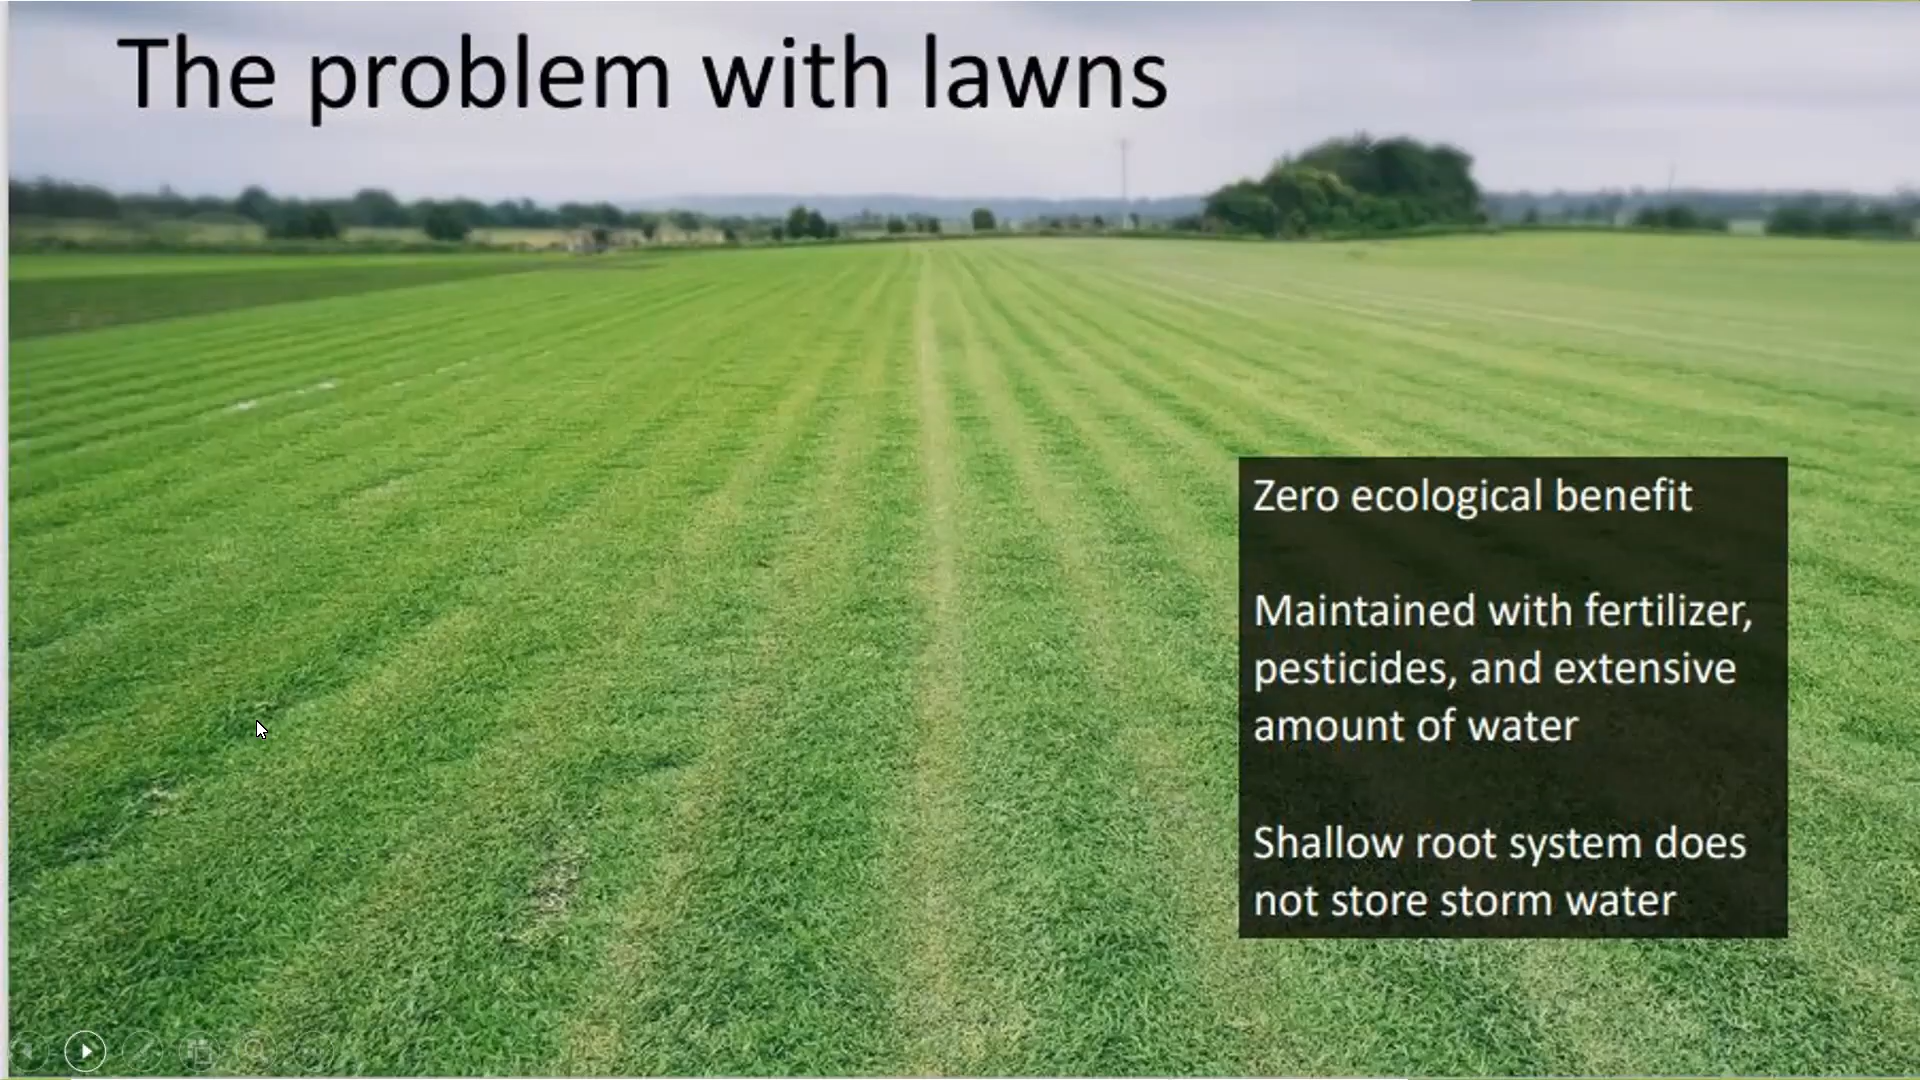 The problem with lawns
Zero ecological benefit
Maintained with fertilizer,
pesticides, and extensive
amount of water
Shallow root system does
not store storm water